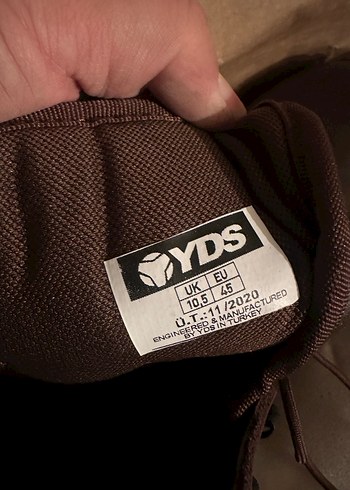 YDS
UK EU
10,5 45
Ü.T.:11/2020
ENGINEERED & MANUFACTURED
BY YDS IN TURKEY